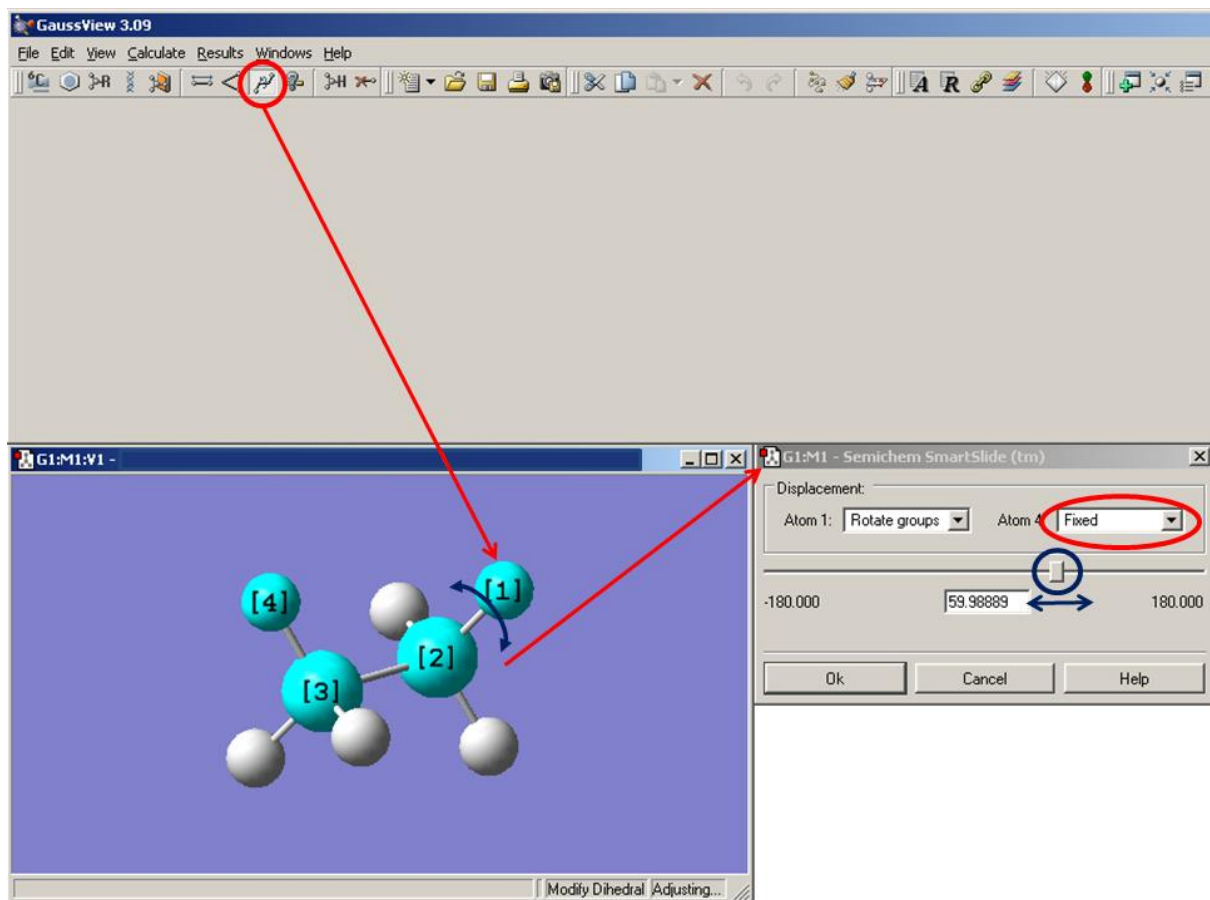 GaussView 3.09
File Edit View Calculate Results Windows Help
6C R H A R
G1:M1:V1 -
[1]
[4]
[2]
[3]
Modify Dihedral Adjusting...
G1:M1 - Semichem SmartSlide (tm)
Displacement:
Atom 1: Rotate groups Atom 4 Fixed
-180.000 59.98889 180.000
Ok Cancel Help